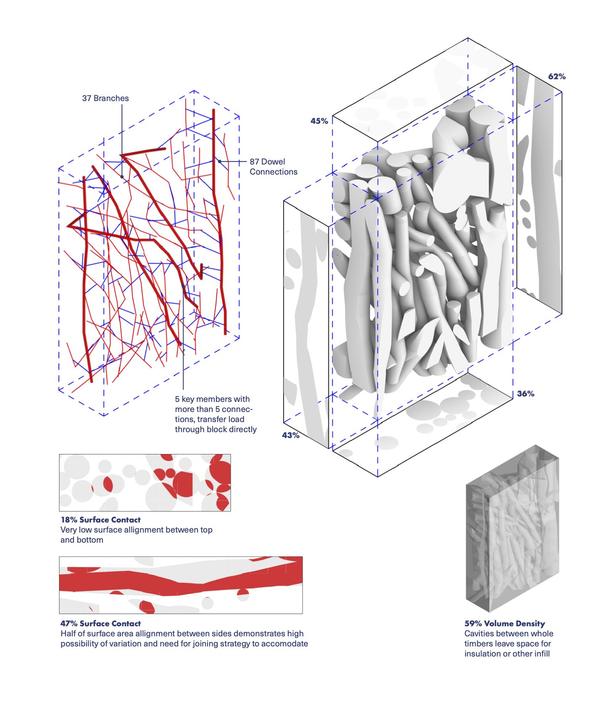 62%
37 Branches
45%
87 Dowel
Connections
36%
5 key members with
more than 5 connec-
tions, transfer load
through block directly
43%
18% Surface Contact
Very low surface allignment between top
and bottom
47% Surface Contact
Half of surface area allignment between sides demonstrates high
possibility of variation and need for joining strategy to accomodate
59% Volume Density
Cavities between whole
timbers leave space for
insulation or other infill